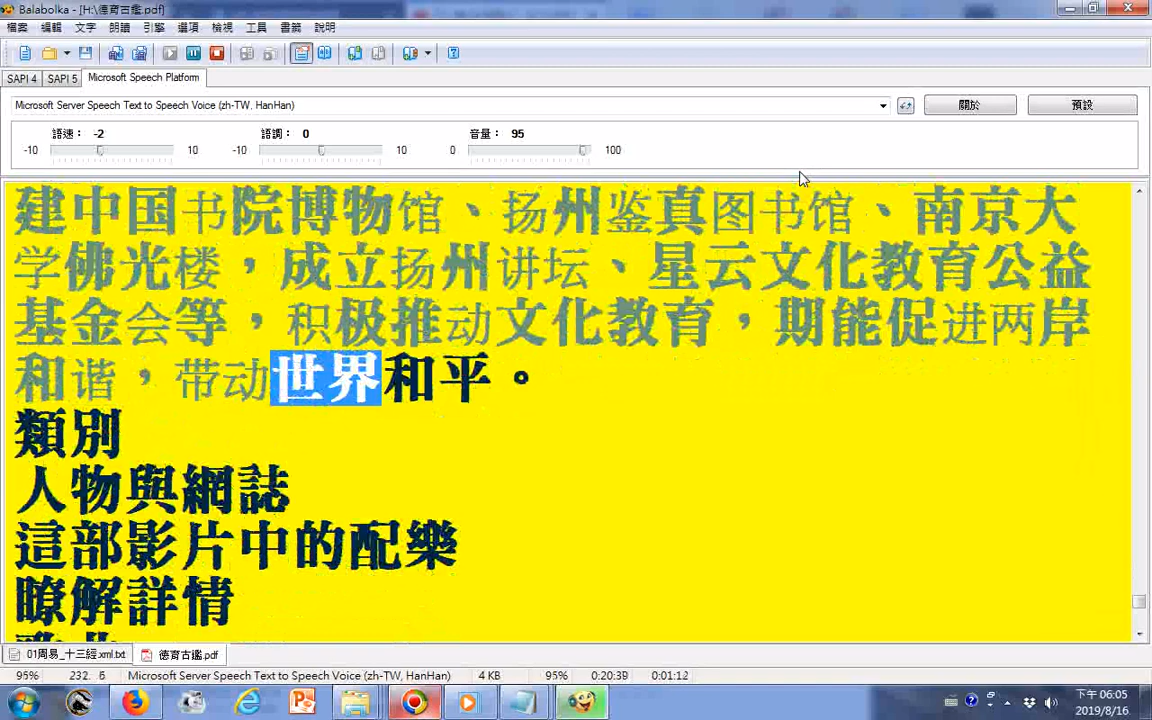 Balabolka - [H:\德育古鑑.pdf]
檔案 編輯 文字 朗讀 引擎 選項 檢視 工具 書籤 說明
SAPI 4 SAPI 5 Microsoft Speech Platform
Microsoft Server Speech Text to Speech Voice (zh-TW, HanHan) 關於 預設
語速： -2 語調： 0 音量： 95
-10 10 -10 10 0 100
建中国书院博物馆、扬州鉴真图书馆、南京大
学佛光楼，成立扬州讲坛、星云文化教育公益
基金会等，积极推动文化教育，期能促进两岸
和谐，带动世界和平。
類別
人物與網誌
這部影片中的配樂
瞭解詳情
01周易_十三經.xml.txt 德育古鑑.pdf
95% 232: 6 Microsoft Server Speech Text to Speech Voice (zh-TW, HanHan) 4 KB 95% 0:20:39 0:01:12
下午 06:05
2019/8/16